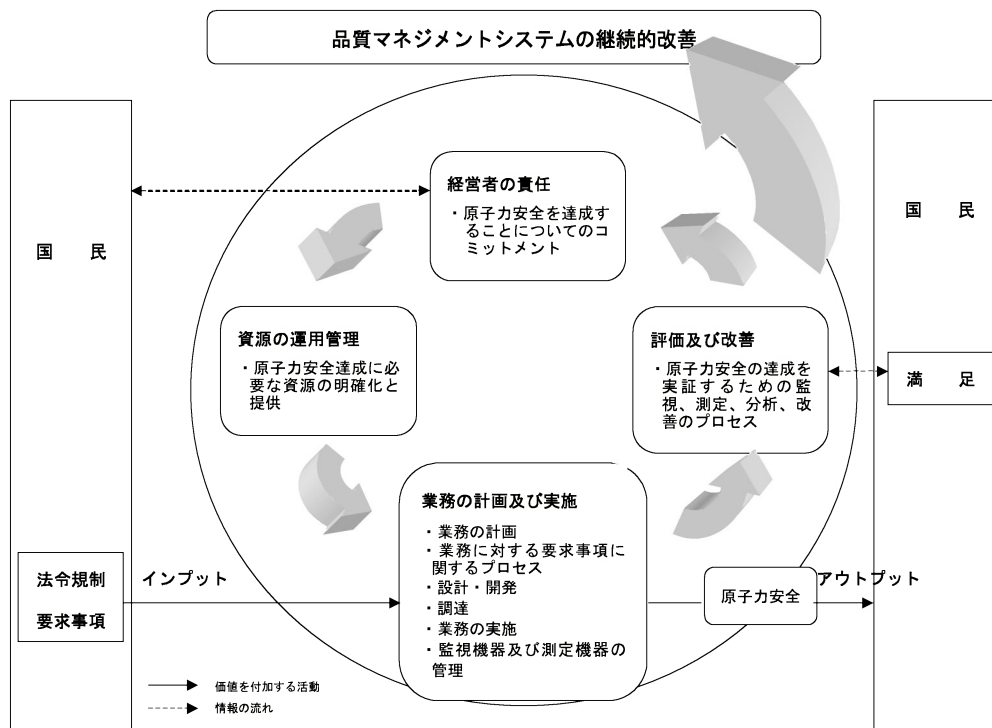 品質マネジメントシステムの継続的改善
国　民
経営者の責任
・原子力安全を達成す
ることについてのコ
ミットメント
国　民
資源の運用管理
・原子力安全達成に必
要な資源の明確化と
提供
評価及び改善
・原子力安全の達成を
実証するための監
視、測定、分析、改
善のプロセス
満　足
業務の計画及び実施
・業務の計画
・業務に対する要求事項に
関するプロセス
・設計・開発
・調達
・業務の実施
・監視機器及び測定機器の
管理
法令規制
要求事項
インプット
原子力安全
アウトプット
価値を付加する活動
情報の流れ